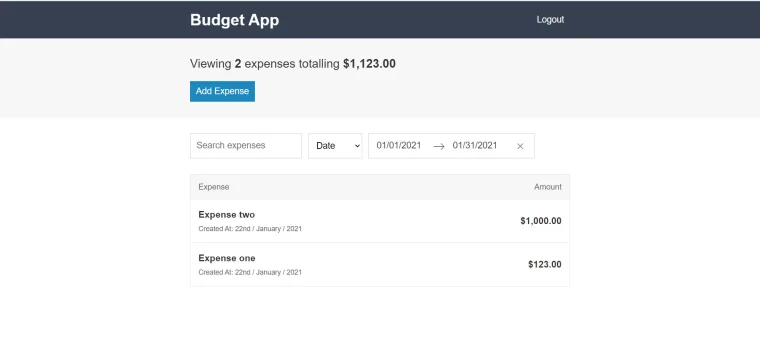 Budget App
Logout
Viewing 2 expenses totalling $1,123.00
Add Expense
Search expenses
Date
01/01/2021
01/31/2021
Expense
Amount
Expense two
$1,000.00
Created At: 22nd / January / 2021
Expense one
$123.00
Created At: 22nd / January / 2021